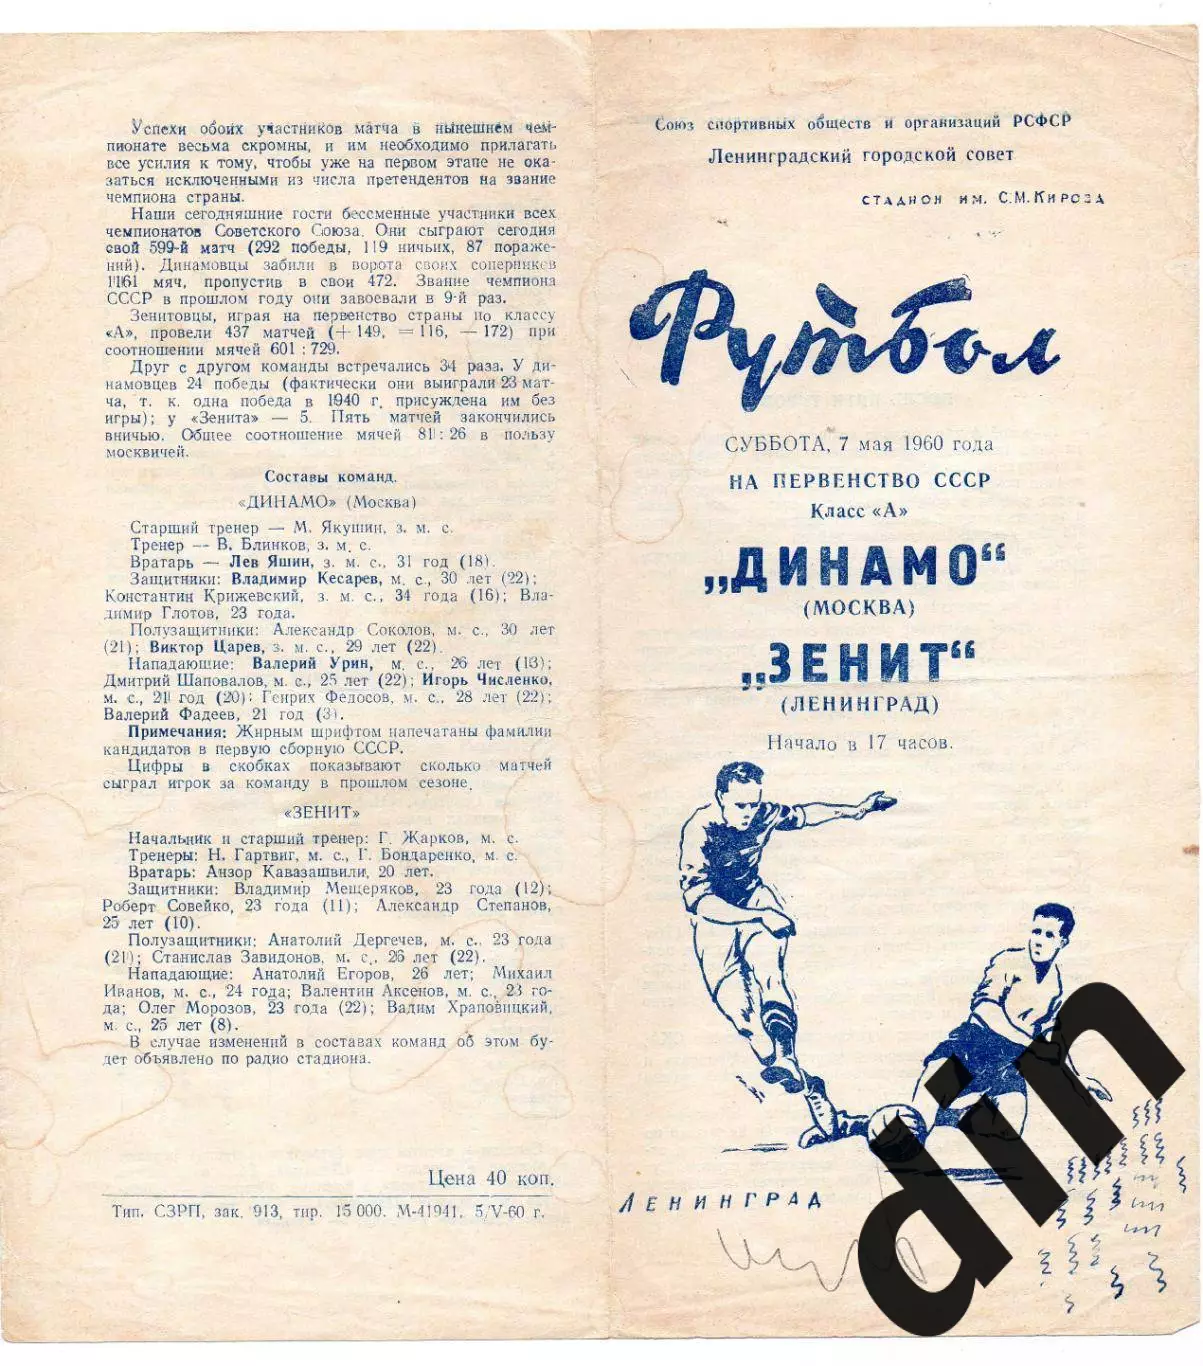 Успехи обоих участников матча в нынешнем чем-
пионате весьма скромны, и им необходимо прилагать
все усилия к тому, чтобы уже на первом этапе не ока-
заться исключенными из числа претендентов на звание
чемпиона страны.
Наши сегодняшние гости бессменные участники всех
чемпионатов Советского Союза. Они сыграют сегодня
свой 599-й матч (292 победы, 119 ничьих, 87 пораже-
ний). Динамовцы забили в ворота своих соперников
1161 мяч, пропустив в свои 472. Звание чемпиона
СССР в прошлом году они завоевали в 9-й раз.
Зенитовцы, играя на первенство страны по классу
«А», провели 437 матчей (+149, =116, —172) при
соотношении мячей 601 : 729.
Друг с другом команды встречались 34 раза. У ди-
намовцев 24 победы (фактически они выиграли 23 мат-
ча, т. к. одна победа в 1940 г. присуждена им без
игры); у «Зенита» — 5. Пять матчей закончились
вничью. Общее соотношение мячей 81 : 26 в пользу
москвичей.
Составы команд.
«ДИНАМО» (Москва)
Старший тренер — М. Якушин, з. м. с.
Тренер — В. Блинков, з. м. с.
Вратарь — Лев Яшин, з. м. с., 31 год (18).
Защитники: Владимир Кесарев, м. с., 30 лет (22);
Константин Крижевский, з. м. с., 34 года (16); Вла-
димир Глотов, 23 года.
Полузащитники: Александр Соколов, м. с., 30 лет
(21); Виктор Царев, з. м. с., 29 лет (22).
Нападающие: Валерий Урин, м. с., 26 лет (13);
Дмитрий Шаповалов, м. с., 25 лет (22); Игорь Численко,
м. с., 21 год (20); Генрих Федосов, м. с., 28 лет (22);
Валерий Фадеев, 21 год (3).
Примечания: Жирным шрифтом напечатаны фамилии
кандидатов в первую сборную СССР.
Цифры в скобках показывают сколько матчей
сыграл игрок за команду в прошлом сезоне.
«ЗЕНИТ»
Начальник и старший тренер: Г. Жарков, м. с.
Тренеры: Н. Гартвиг, м. с., Г. Бондаренко, м. с.
Вратарь: Анзор Кавазашвили, 20 лет.
Защитники: Владимир Мещеряков, 23 года (12);
Роберт Совейко, 23 года (11); Александр Степанов,
25 лет (10).
Полузащитники: Анатолий Дергечев, м. с. 23 года
(21); Станислав Завидонов, м. с., 26 лет (22).
Нападающие: Анатолий Егоров, 26 лет; Михаил
Иванов, м. с., 24 года; Валентин Аксенов, м. с., 23 го-
да; Олег Морозов, 23 года (22); Вадим Храповицкий,
м. с., 25 лет (8).
В случае изменений в составах команд об этом бу-
дет объявлено по радио стадиона.
Цена 40 коп.
Тип. СЗРП, зак. 913, тир. 15 000. М-41941. 5/V-60 г.
Союз спортивных обществ и организаций РСФСР
Ленинградский городской совет
СТАДИОН ИМ. С.М.КИРОВА
Футбол
СУББОТА, 7 мая 1960 года
НА ПЕРВЕНСТВО СССР
Класс «А»
„ДИНАМО“
(МОСКВА)
„ЗЕНИТ“
(ЛЕНИНГРАД)
Начало в 17 часов.
ЛЕНИНГРАД
din